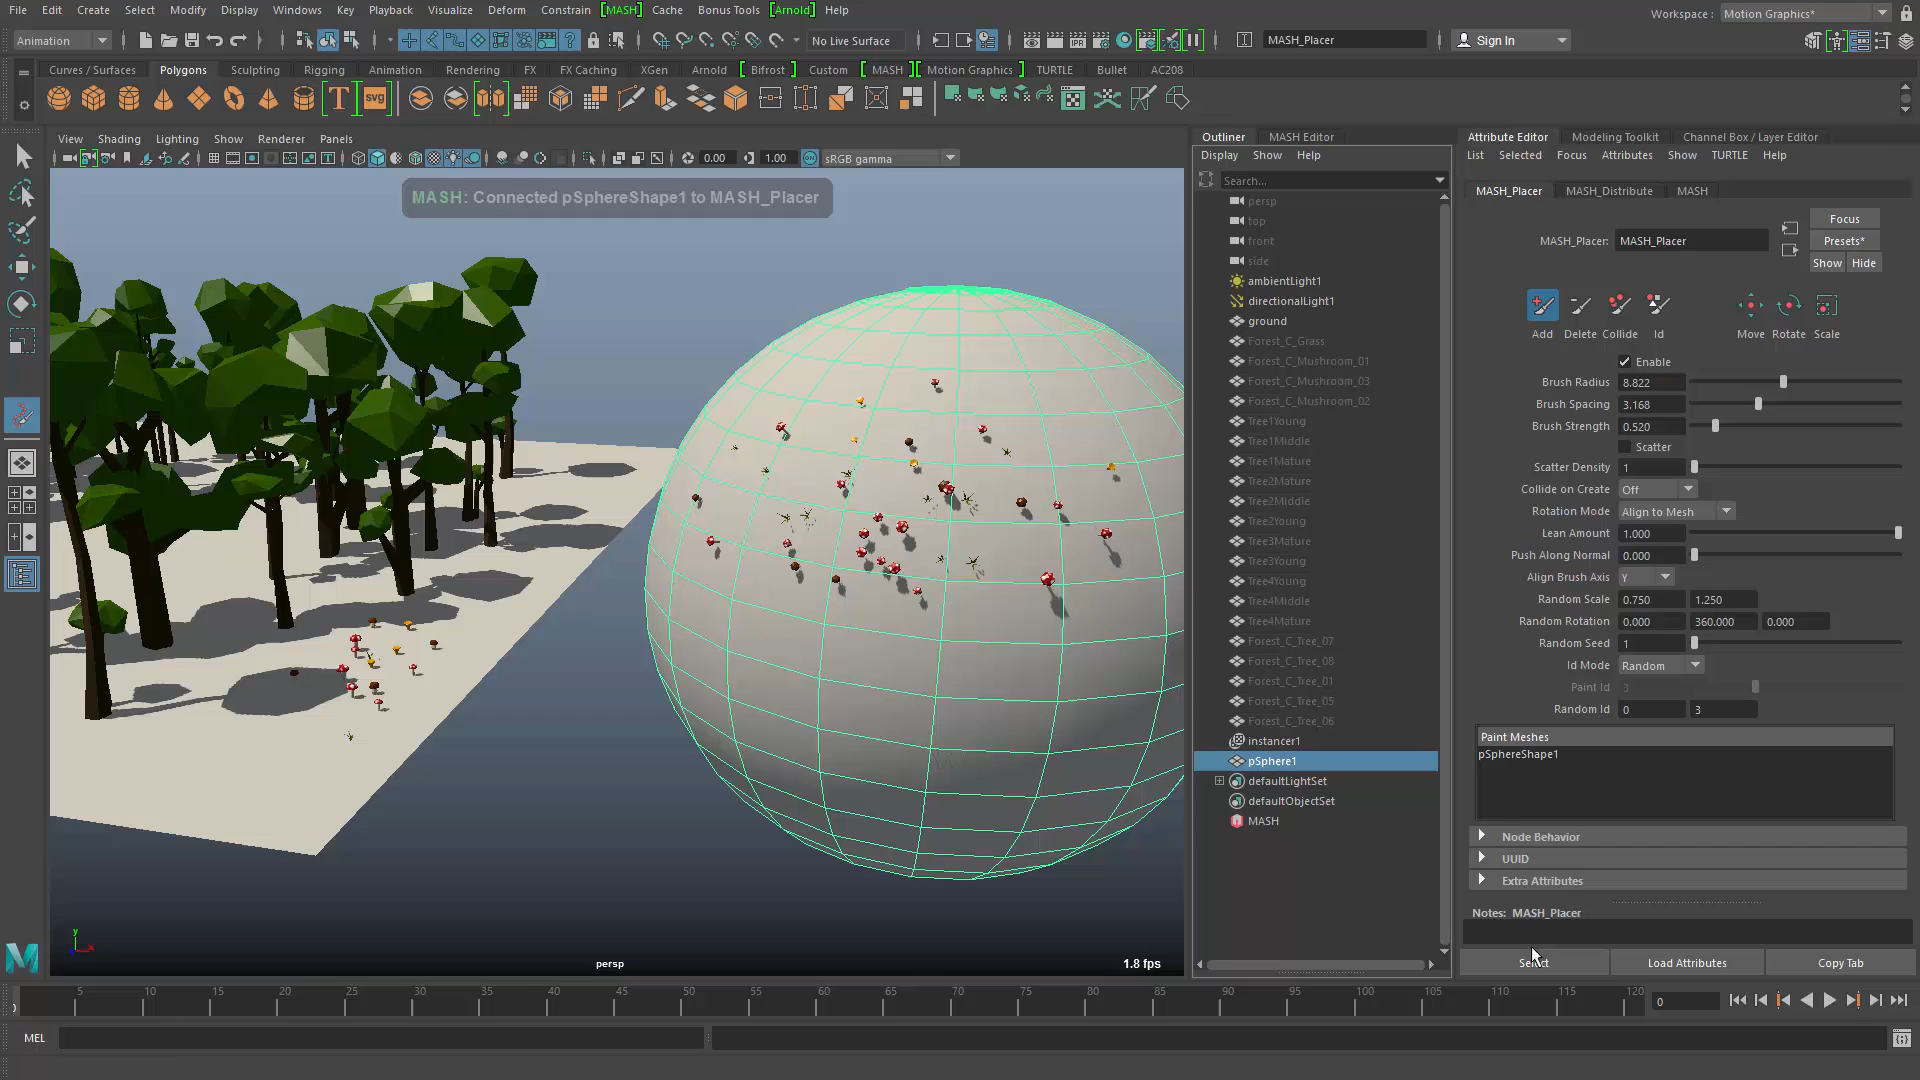 File Edit Create Select Modify Display Windows Key Playback Visualize Deform Constrain [MASH] Cache Bonus Tools [Arnold] Help
Workspace : Motion Graphics*
Animation No Live Surface MASH_Placer Sign In
IPR
Curves / Surfaces Polygons Sculpting Rigging Animation Rendering FX FX Caching XGen Arnold [ Bifrost ] Custom [ MASH ] [ Motion Graphics ] TURTLE Bullet AC208
T SVG
View Shading Lighting Show Renderer Panels
0.00 1.00 sRGB gamma
MASH: Connected pSphereShape1 to MASH_Placer
y
x
persp
1.8 fps
Outliner MASH Editor
Display Show Help
Search...
persp
top
front
side
ambientLight1
directionalLight1
ground
Forest_C_Grass
Forest_C_Mushroom_01
Forest_C_Mushroom_03
Forest_C_Mushroom_02
Tree1Young
Tree1Middle
Tree1Mature
Tree2Mature
Tree2Middle
Tree2Young
Tree3Mature
Tree3Young
Tree4Young
Tree4Middle
Tree4Mature
Forest_C_Tree_07
Forest_C_Tree_08
Forest_C_Tree_01
Forest_C_Tree_05
Forest_C_Tree_06
instancer1
pSphere1
defaultLightSet
defaultObjectSet
MASH
Attribute Editor Modeling Toolkit Channel Box / Layer Editor
List Selected Focus Attributes Show TURTLE Help
MASH_Placer MASH_Distribute MASH
MASH_Placer: MASH_Placer
Focus
Presets*
Show Hide
Add Delete Collide Id Move Rotate Scale
Enable
Brush Radius 8.822
Brush Spacing 3.168
Brush Strength 0.520
Scatter
Scatter Density 1
Collide on Create Off
Rotation Mode Align to Mesh
Lean Amount 1.000
Push Along Normal 0.000
Align Brush Axis Y
Random Scale 0.750 1.250
Random Rotation 0.000 360.000 0.000
Random Seed 1
Id Mode Random
Paint Id 3
Random Id 0 3
Paint Meshes
pSphereShape1
Node Behavior
UUID
Extra Attributes
Notes: MASH_Placer
Select Load Attributes Copy Tab
5 10 15 20 25 30 35 40 45 50 55 60 65 70 75 80 85 90 95 100 105 110 115 120
0
MEL